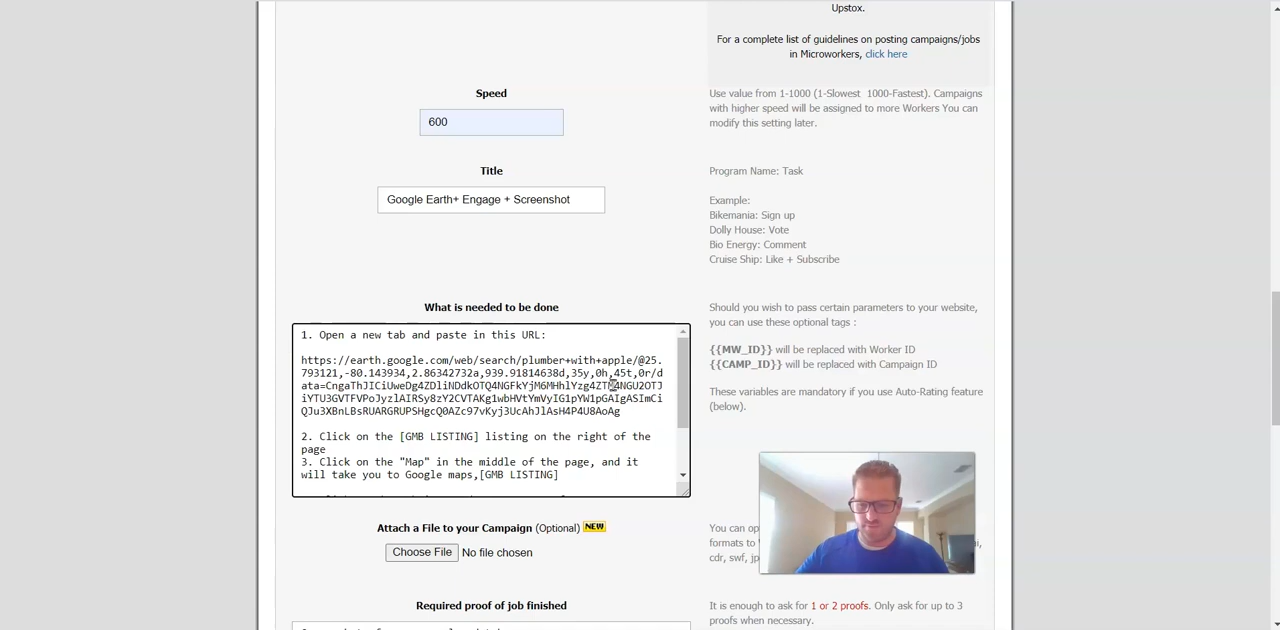 Upstox.
For a complete list of guidelines on posting campaigns/jobs
in Microworkers, click here
Speed
Use value from 1-1000 (1-Slowest 1000-Fastest). Campaigns
with higher speed will be assigned to more Workers You can
modify this setting later.
600
Title
Program Name: Task
Google Earth+ Engage + Screenshot
Example:
Bikemania: Sign up
Dolly House: Vote
Bio Energy: Comment
Cruise Ship: Like + Subscribe
What is needed to be done
Should you wish to pass certain parameters to your website,
you can use these optional tags :
{{MW_ID}} will be replaced with Worker ID
{{CAMP_ID}} will be replaced with Campaign ID
These variables are mandatory if you use Auto-Rating feature
(below).
1. Open a new tab and paste in this URL:
https://earth.google.com/web/search/plumber+with+apple/@25.
793121,-80.143934,2.86342732a,939.91814638d,35y,0h,45t,0r/d
2. Click on the [GMB LISTING] listing on the right of the
page
3. Click on the "Map" in the middle of the page, and it
will take you to Google maps,[GMB LISTING]
Attach a File to your Campaign (Optional) NEW
Choose File No file chosen
You can op
formats to
cdr, swf, jp
Required proof of job finished
It is enough to ask for 1 or 2 proofs. Only ask for up to 3
proofs when necessary.